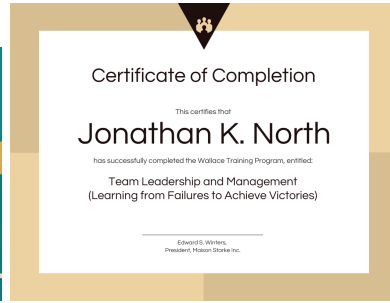 Certificate of Completion
This certifies that
Jonathan K. North
has successfully completed the Wallace Training Program, entitled:
Team Leadership and Management
(Learning from Failures to Achieve Victories)
Edward S. Winters,
President, Maison Starke Inc.